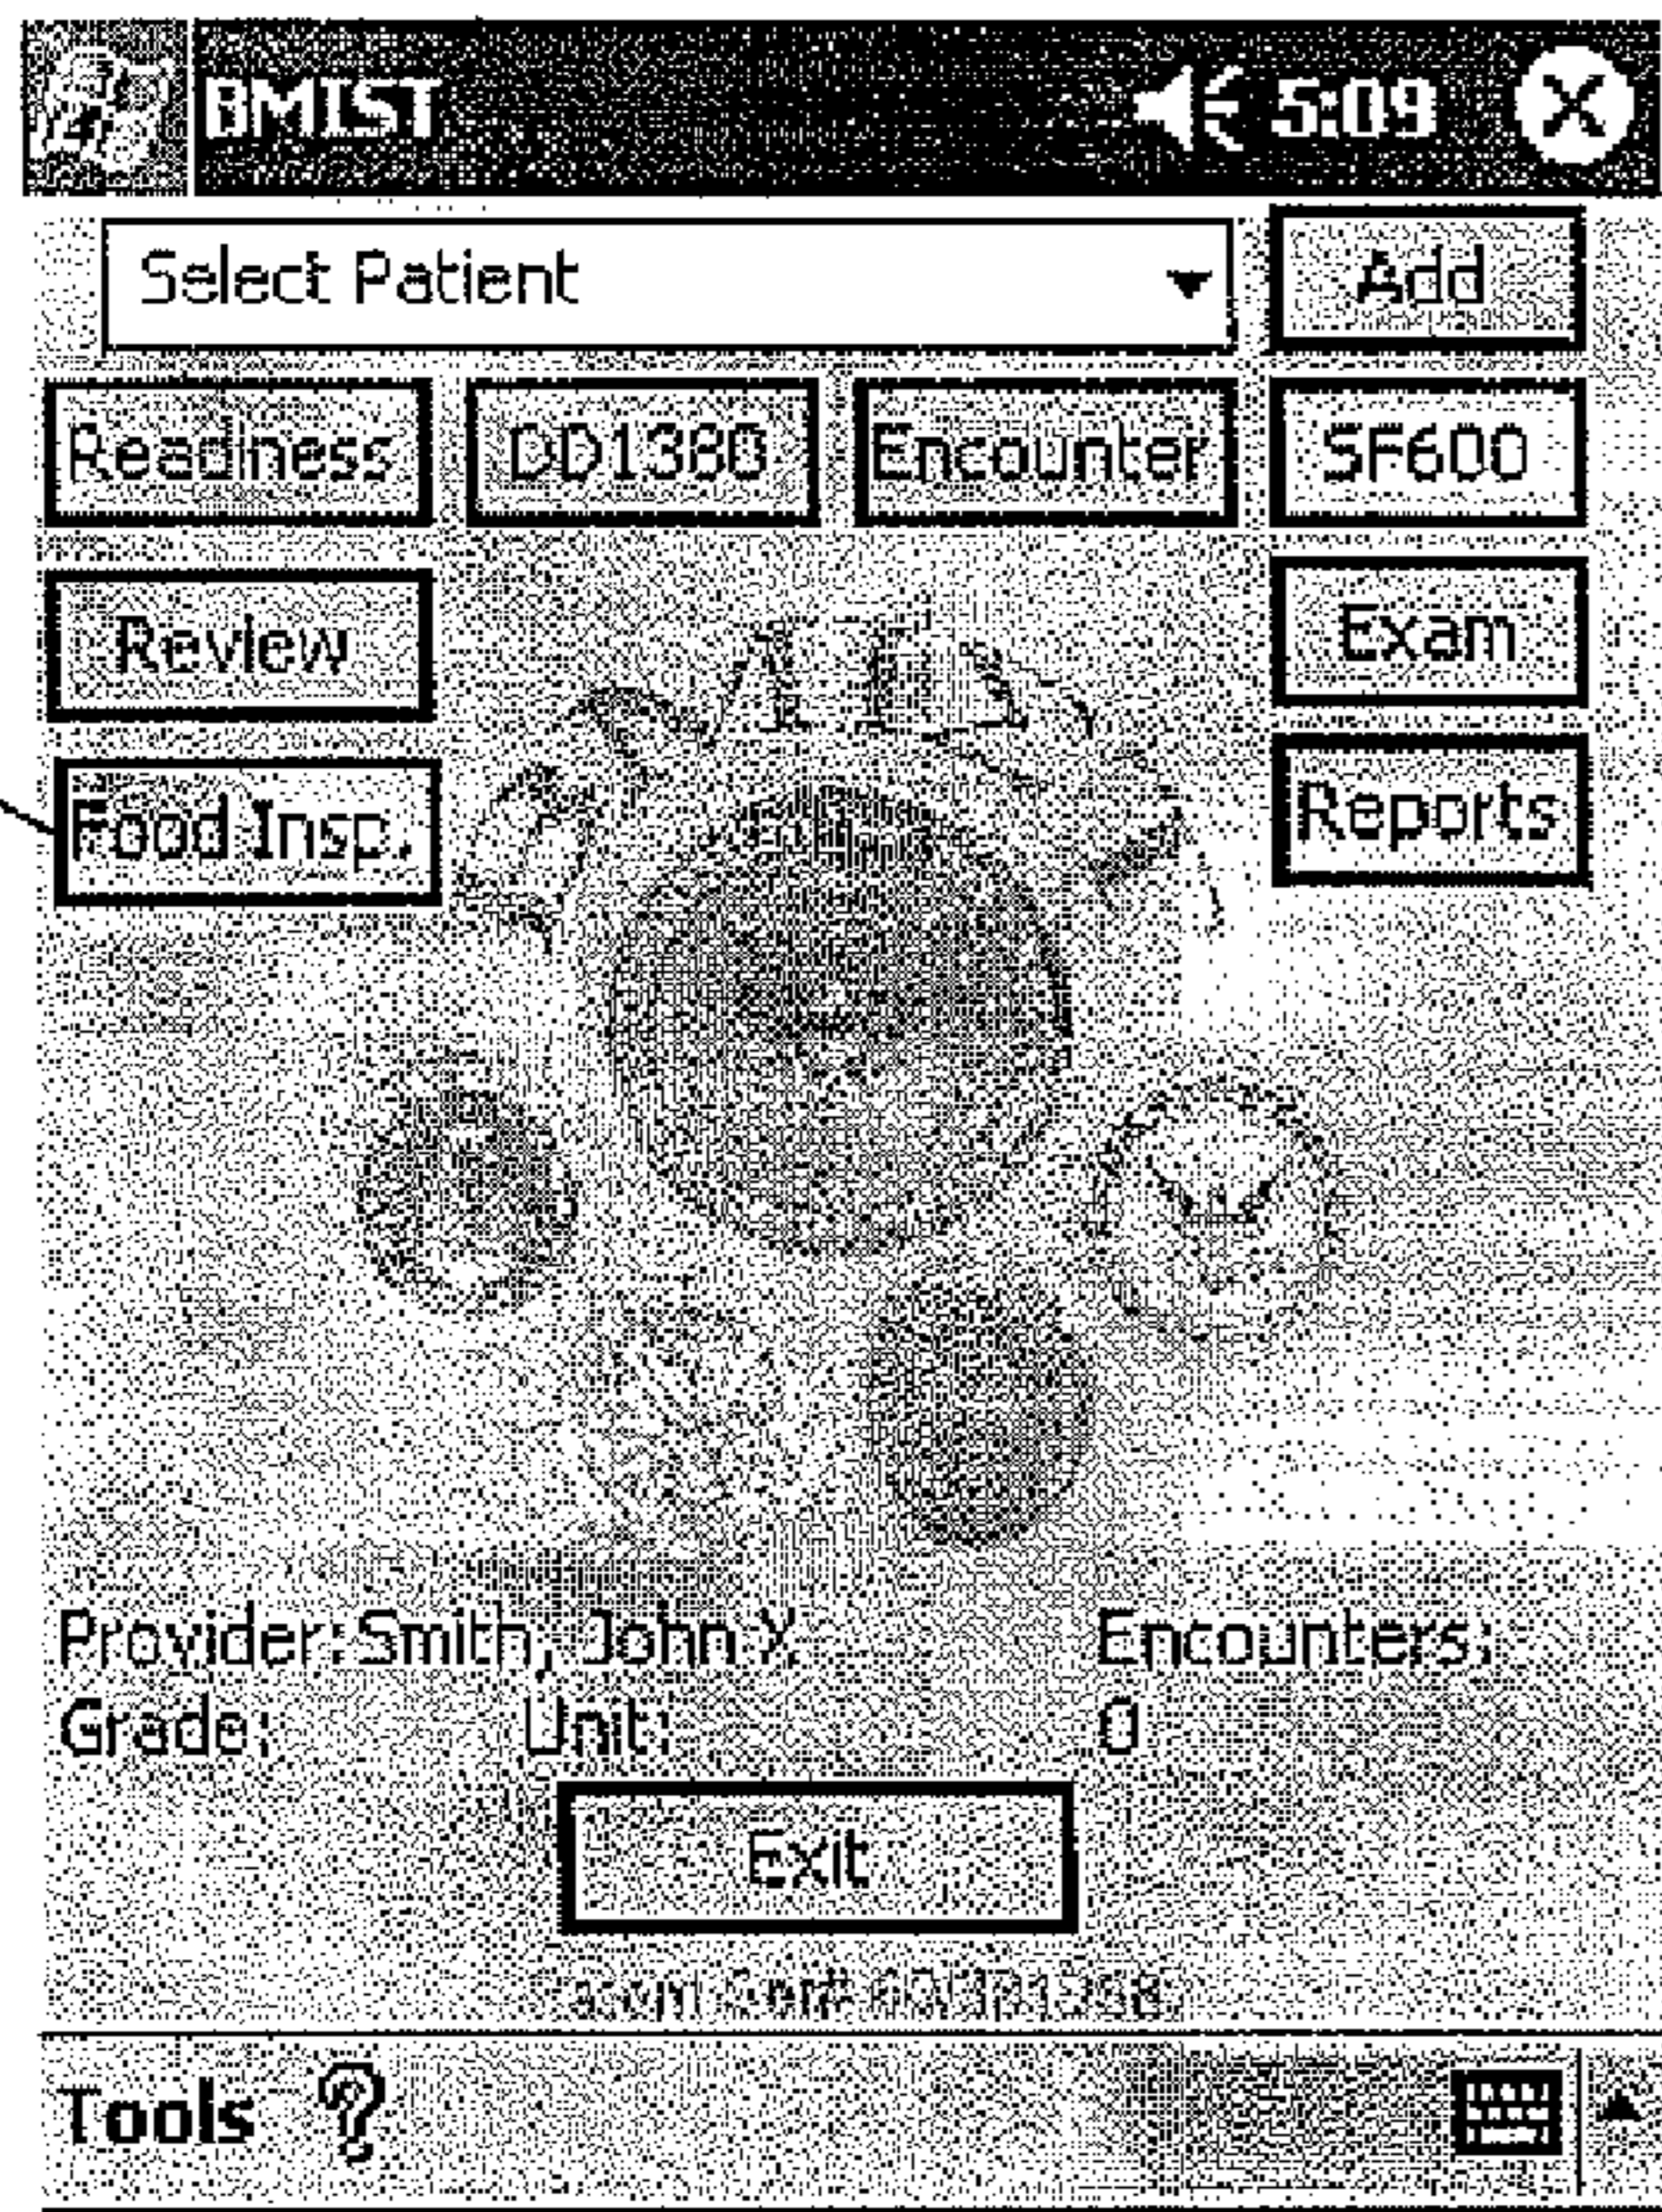 BMIST 5:09
Select Patient Add
Readiness DD1380 Encounter SF600
Review Exam
Food Insp. Reports
Provider: Smith, John Y. Encounters:
Grade: Unit: 0
Exit
Tools ?